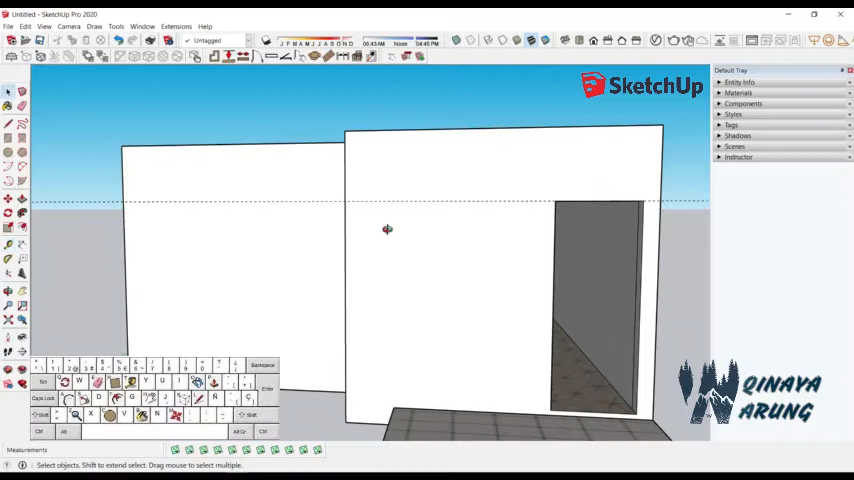 Untitled - SketchUp Pro 2020
File Edit View Camera Draw Tools Window Extensions Help
Untagged
J F M A M J J A S O N D
06:43 AM Noon 04:45 PM
Default Tray
Entity Info
Materials
Components
Styles
Tags
Shadows
Scenes
Instructor
SketchUp
Backspace
Tab
W
Y
U
I
Enter
Caps Lock
D
G
H
J
Ñ
Ç
Shift
X
V
N
Shift
Ctrl
Alt
Alt Gr
Ctrl
QINAYA
ARUNG
Measurements
Select objects. Shift to extend select. Drag mouse to select multiple.